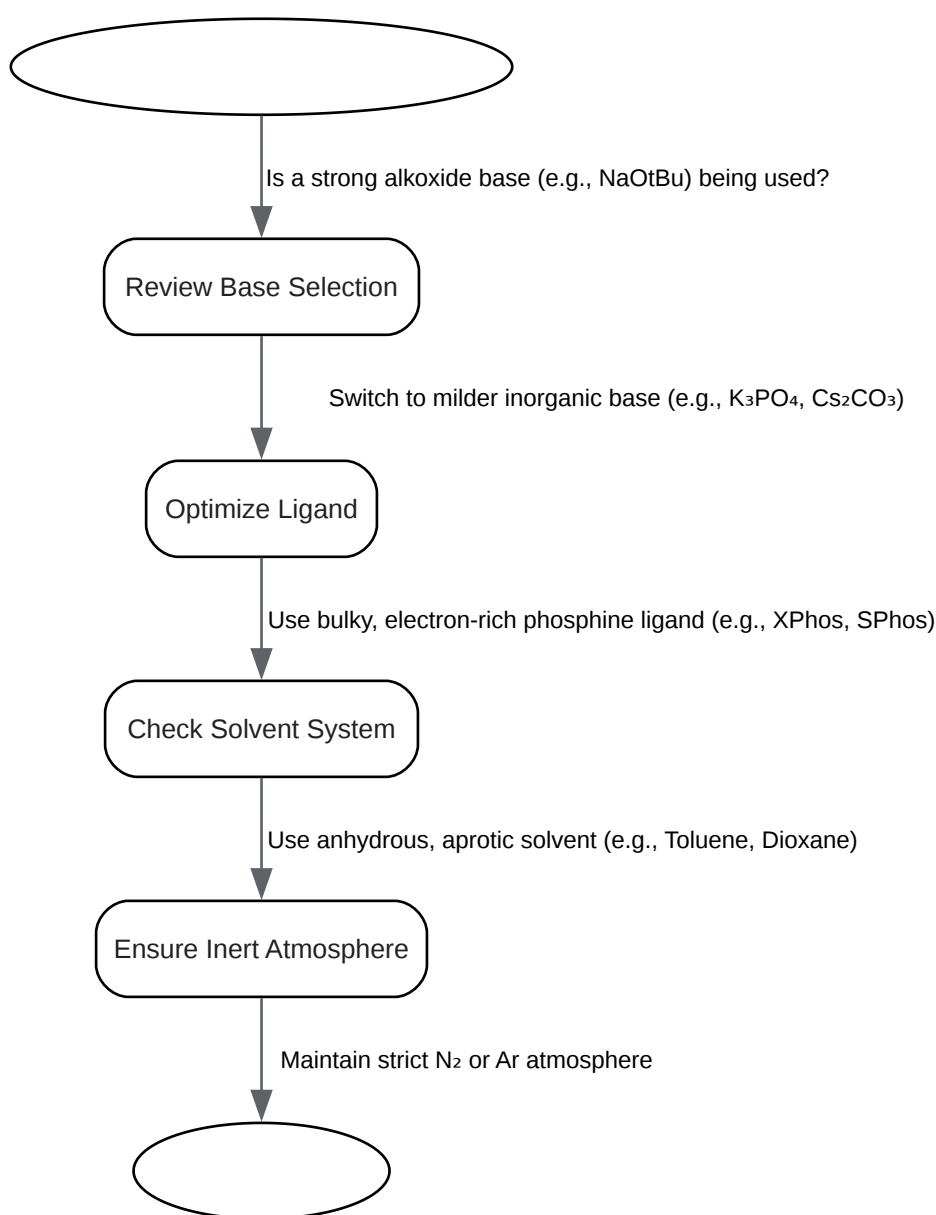 Is a strong alkoxide base (e.g., NaOtBu) being used?
Review Base Selection
Switch to milder inorganic base (e.g., K₃PO₄, Cs₂CO₃)
Optimize Ligand
Use bulky, electron-rich phosphine ligand (e.g., XPhos, SPhos)
Check Solvent System
Use anhydrous, aprotic solvent (e.g., Toluene, Dioxane)
Ensure Inert Atmosphere
Maintain strict N₂ or Ar atmosphere